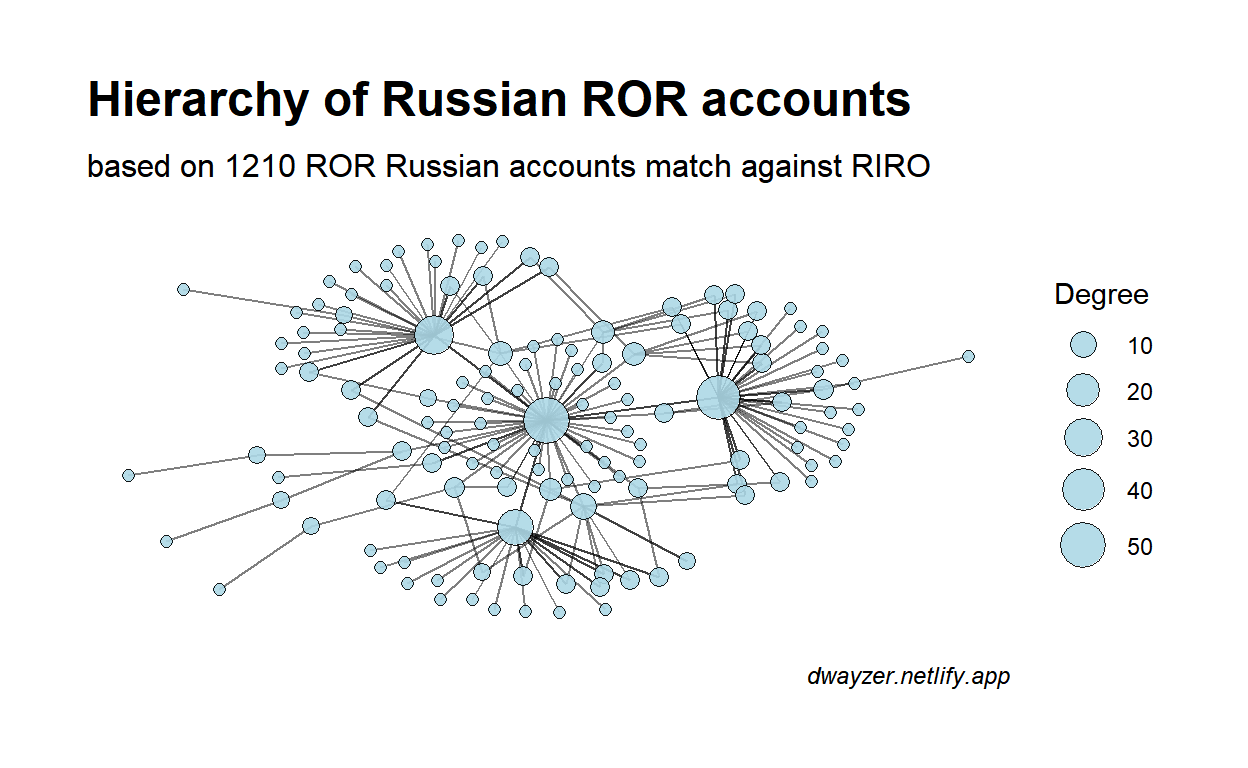 Hierarchy of Russian ROR accounts
based on 1210 ROR Russian accounts match against RIRO
Degree
10
20
30
40
50
dwayzer.netlify.app